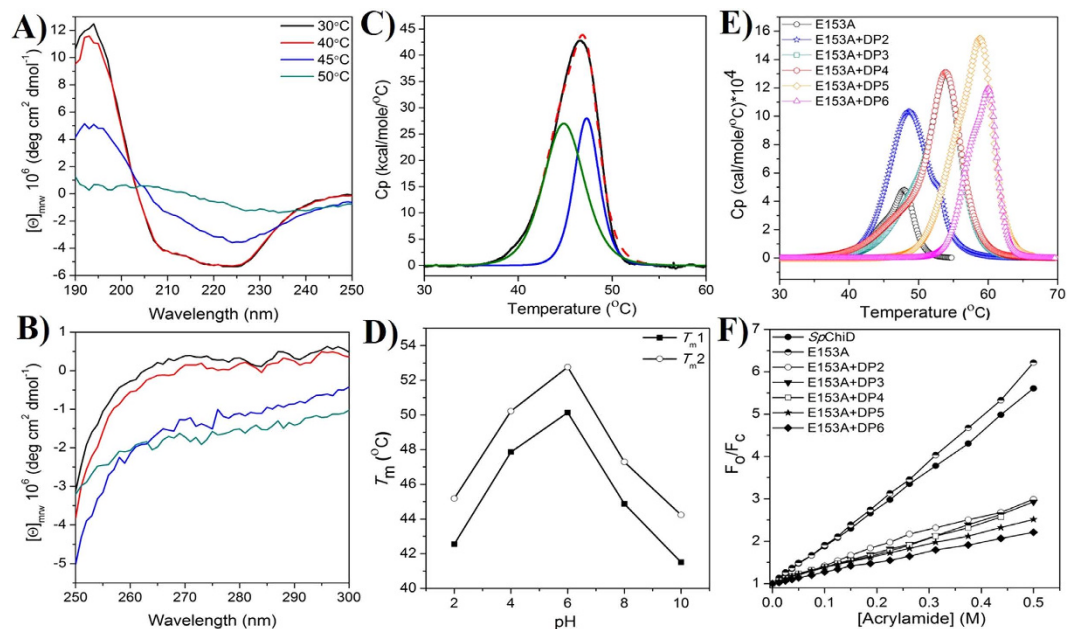 A)
30°C
40°C
45°C
50°C
[Θ]mrw 10⁶ (deg cm² dmol⁻¹)
12
10
8
6
4
2
0
-2
-4
-6
190 200 210 220 230 240 250
Wavelength (nm)
B)
[Θ]mrw 10⁶ (deg cm² dmol⁻¹)
1
0
-1
-2
-3
-4
-5
250 260 270 280 290 300
Wavelength (nm)
C)
Cp (kcal/mole/°C)
45
40
35
30
25
20
15
10
5
0
30 40 50 60
Temperature (°C)
D)
Tm1
Tm2
Tm (°C)
54
52
50
48
46
44
42
40
2 4 6 8 10
pH
E)
E153A
E153A+DP2
E153A+DP3
E153A+DP4
E153A+DP5
E153A+DP6
Cp (cal/mole/°C)*10⁴
16
14
12
10
8
6
4
2
0
30 40 50 60 70
Temperature (°C)
F)
SpChiD
E153A
E153A+DP2
E153A+DP3
E153A+DP4
E153A+DP5
E153A+DP6
F₀/Fc
7
6
5
4
3
2
1
0.0 0.1 0.2 0.3 0.4 0.5
[Acrylamide] (M)